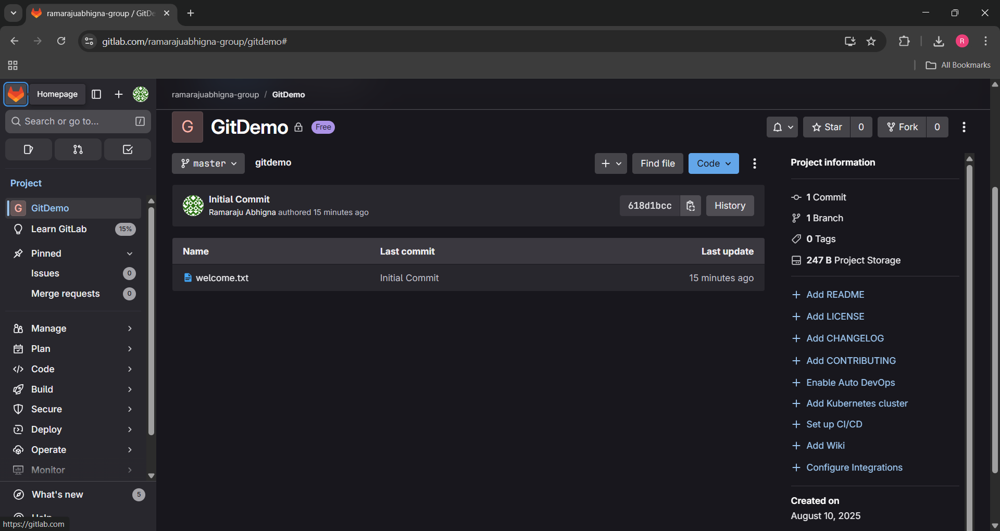 ramarajuabhigna-group / GitDe
gitlab.com/ramarajuabhigna-group/gitdemo#
R
All Bookmarks
Homepage
ramarajuabhigna-group / GitDemo
Search or go to...
/
G
GitDemo
Free
Star
0
Fork
0
master
gitdemo
Find file
Code
Project information
Project
G GitDemo
Learn GitLab 15%
Pinned
Issues 0
Merge requests 0
Manage
Plan
Code
Build
Secure
Deploy
Operate
Monitor
What's new 5
Help
https://gitlab.com
Initial Commit
Ramaraju Abhigna authored 15 minutes ago
618d1bcc
History
Name Last commit Last update
welcome.txt Initial Commit 15 minutes ago
1 Commit
1 Branch
0 Tags
247 B Project Storage
Add README
Add LICENSE
Add CHANGELOG
Add CONTRIBUTING
Enable Auto DevOps
Add Kubernetes cluster
Set up CI/CD
Add Wiki
Configure Integrations
Created on
August 10, 2025